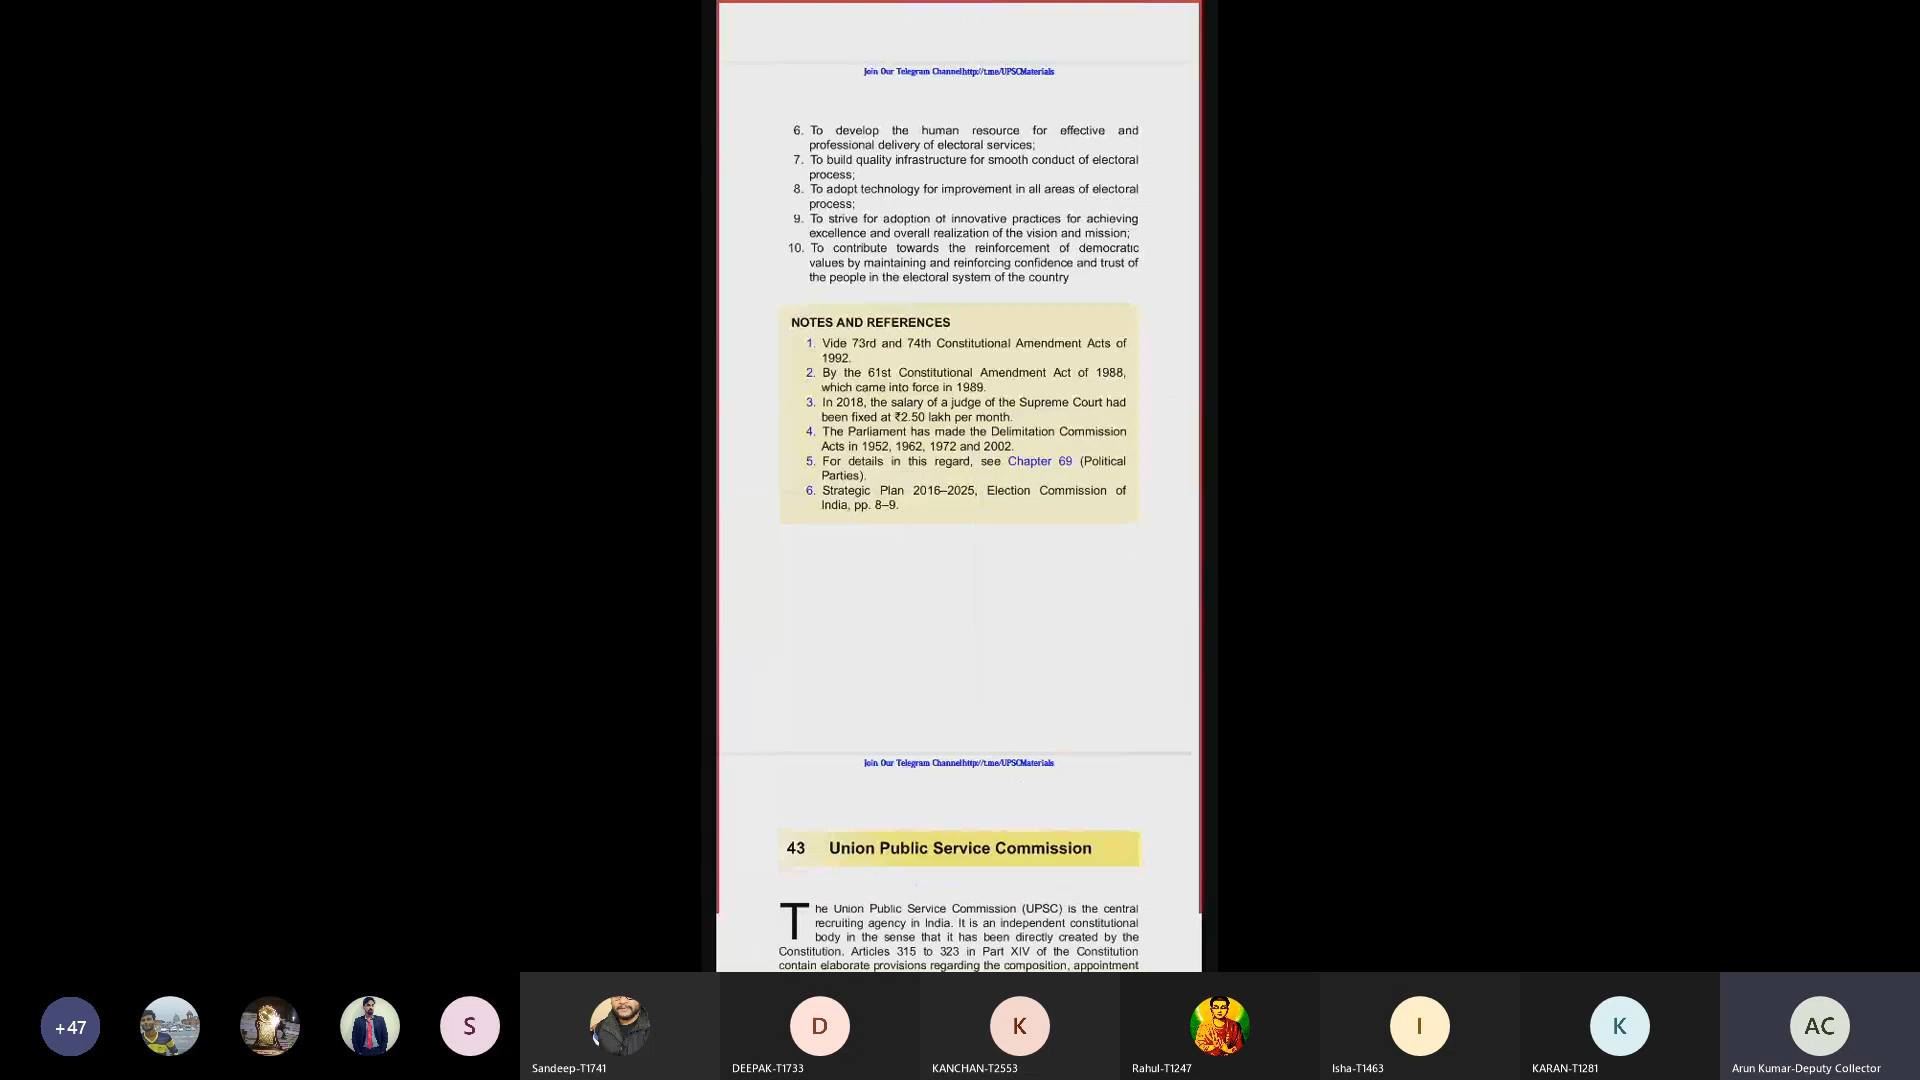 Join Our Telegram Channelhttp://t.me/UPSCMaterials
6. To develop the human resource for effective and
professional delivery of electoral services;
7. To build quality infrastructure for smooth conduct of electoral
process;
8. To adopt technology for improvement in all areas of electoral
process;
9. To strive for adoption of innovative practices for achieving
excellence and overall realization of the vision and mission;
10. To contribute towards the reinforcement of democratic
values by maintaining and reinforcing confidence and trust of
the people in the electoral system of the country
NOTES AND REFERENCES
1. Vide 73rd and 74th Constitutional Amendment Acts of
1992.
2. By the 61st Constitutional Amendment Act of 1988,
which came into force in 1989.
3. In 2018, the salary of a judge of the Supreme Court had
been fixed at ₹2.50 lakh per month.
4. The Parliament has made the Delimitation Commission
Acts in 1952, 1962, 1972 and 2002.
5. For details in this regard, see Chapter 69 (Political
Parties).
6. Strategic Plan 2016–2025, Election Commission of
India, pp. 8–9.
Join Our Telegram Channelhttp://t.me/UPSCMaterials
43 Union Public Service Commission
The Union Public Service Commission (UPSC) is the central
recruiting agency in India. It is an independent constitutional
body in the sense that it has been directly created by the
Constitution. Articles 315 to 323 in Part XIV of the Constitution
contain elaborate provisions regarding the composition, appointment
+47
S
D
K
I
K
AC
Sandeep-T1741
DEEPAK-T1733
KANCHAN-T2553
Rahul-T1247
Isha-T1463
KARAN-T1281
Arun Kumar-Deputy Collector